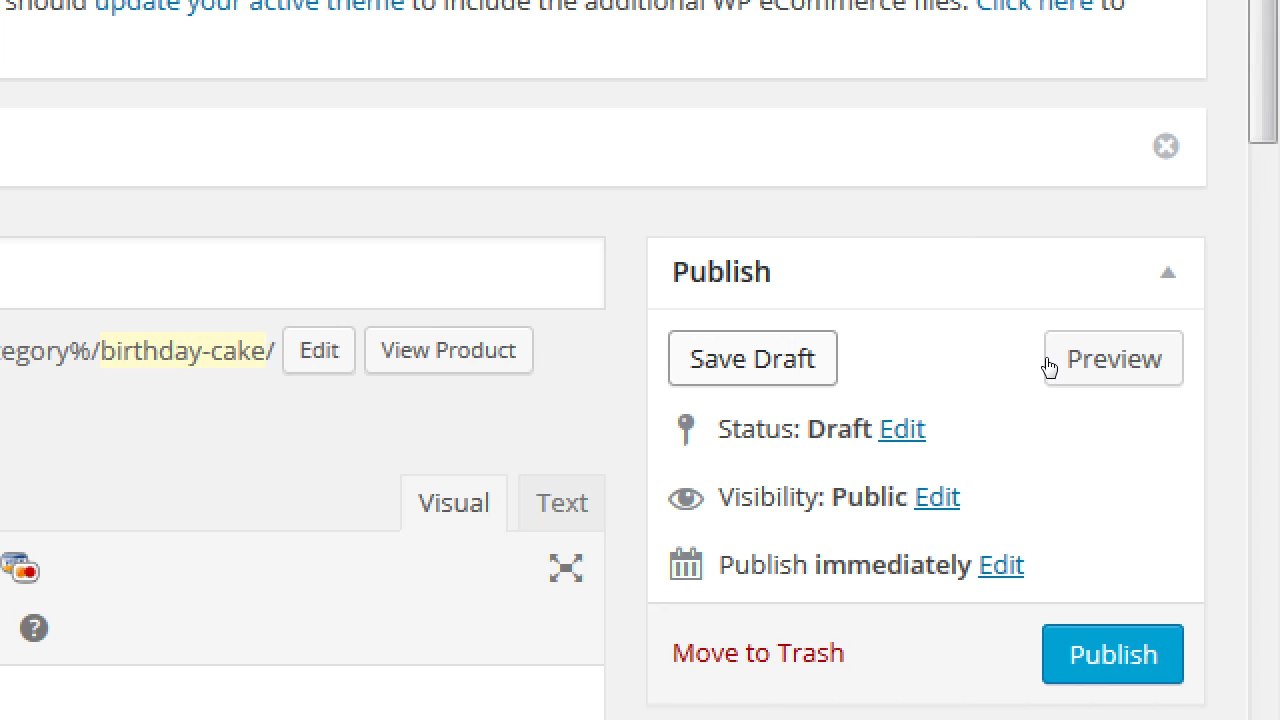 should update your active theme to include the additional WP eCommerce files. Click here to
Publish
tegory%/birthday-cake/ Edit View Product
Save Draft Preview
Status: Draft Edit
Visual Text
Visibility: Public Edit
Publish immediately Edit
Move to Trash Publish